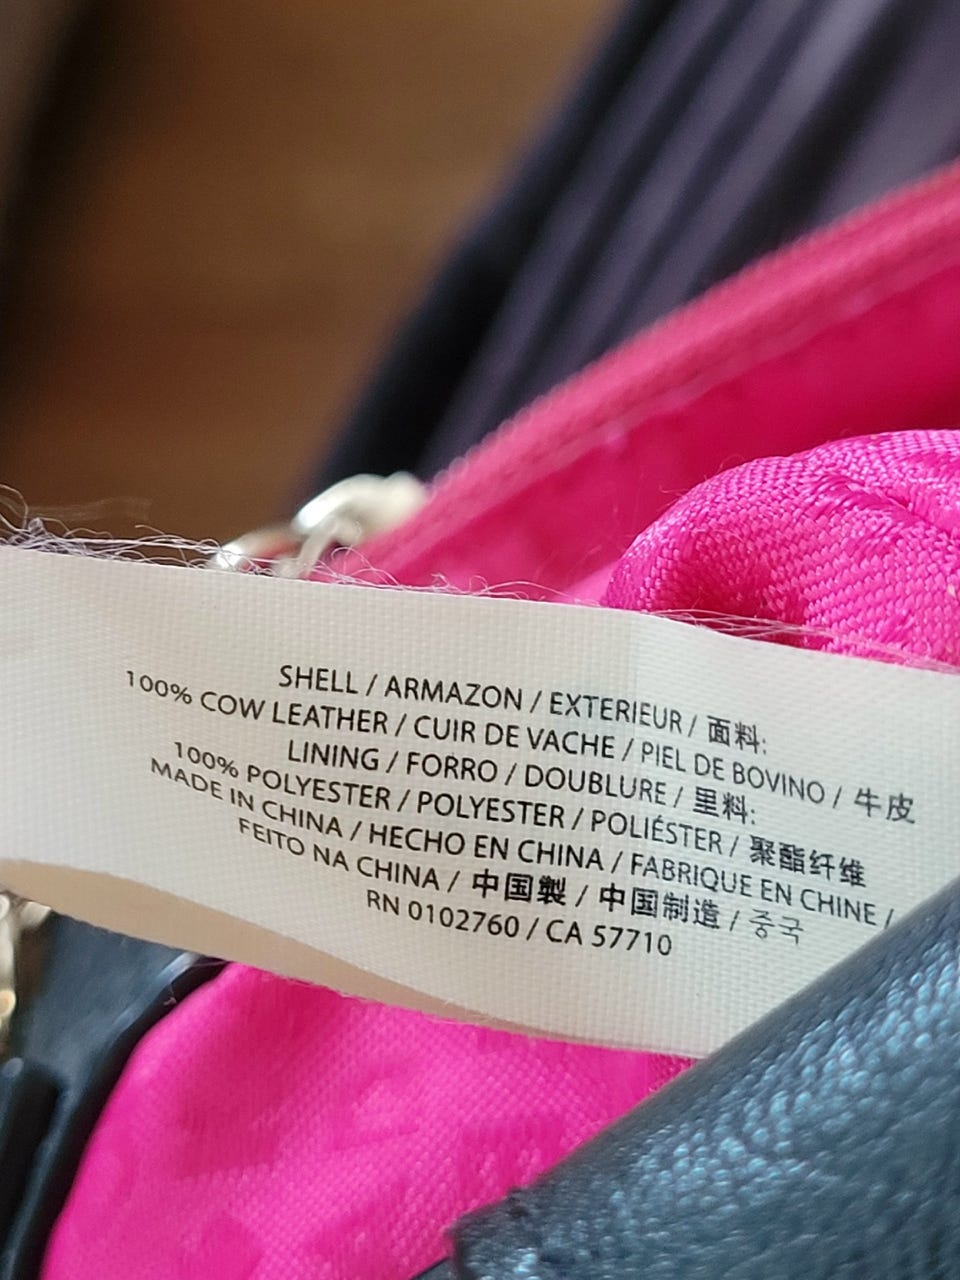 SHELL / ARMAZON / EXTERIEUR / 面料:
100% COW LEATHER / CUIR DE VACHE / PIEL DE BOVINO / 牛皮
LINING / FORRO / DOUBLURE / 里料:
100% POLYESTER / POLYESTER / POLIÉSTER / 聚酯纤维
MADE IN CHINA / HECHO EN CHINA / FABRIQUE EN CHINE /
FEITO NA CHINA / 中国製 / 中国制造 / 중국
RN 0102760 / CA 57710